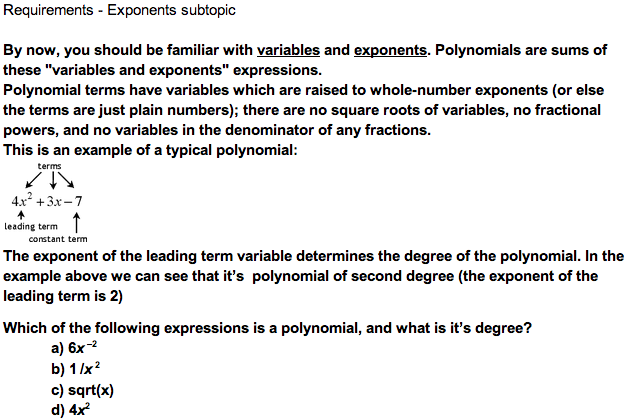 Requirements - Exponents subtopic
By now, you should be familiar with variables and exponents. Polynomials are sums of
these "variables and exponents" expressions.
Polynomial terms have variables which are raised to whole-number exponents (or else
the terms are just plain numbers); there are no square roots of variables, no fractional
powers, and no variables in the denominator of any fractions.
This is an example of a typical polynomial:
terms
4x² + 3x – 7
leading term
constant term
The exponent of the leading term variable determines the degree of the polynomial. In the
example above we can see that it's  polynomial of second degree (the exponent of the
leading term is 2)
Which of the following expressions is a polynomial, and what is it's degree?
a) 6x⁻²
b) 1/x²
c) sqrt(x)
d) 4x²